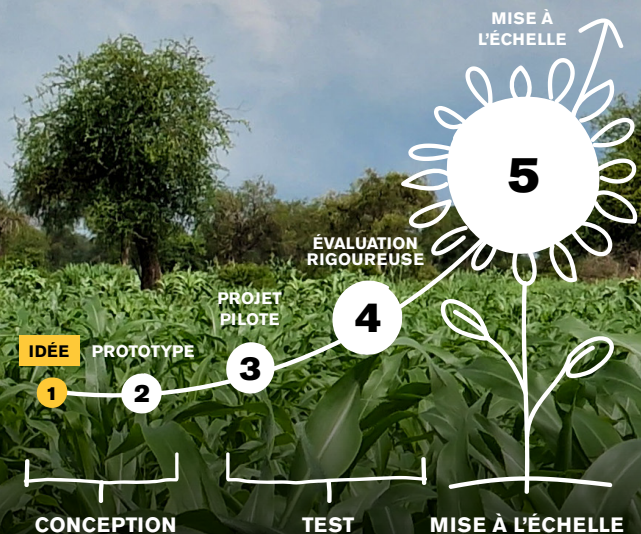 MISE À
L'ÉCHELLE
5
ÉVALUATION
RIGOUREUSE
4
PROJET
PILOTE
3
IDÉE
PROTOTYPE
1
2
CONCEPTION
TEST
MISE À L'ÉCHELLE